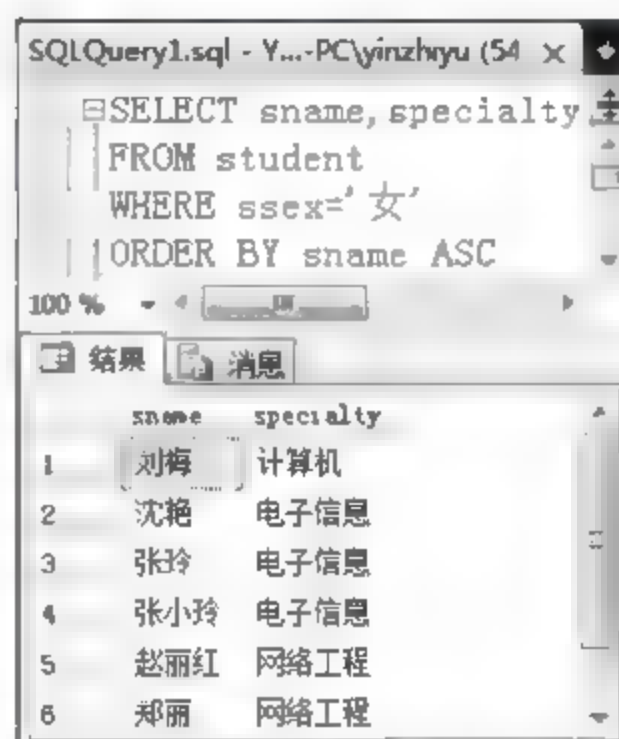 SQLQuery1.sql - Y...-PC\yinzhiyu (54
SELECT sname,specialty
FROM student
WHERE ssex='女'
ORDER BY sname ASC
100 %
结果 消息
sname specialty
1 刘梅 计算机
2 沈艳 电子信息
3 张玲 电子信息
4 张小玲 电子信息
5 赵丽红 网络工程
6 郑丽 网络工程